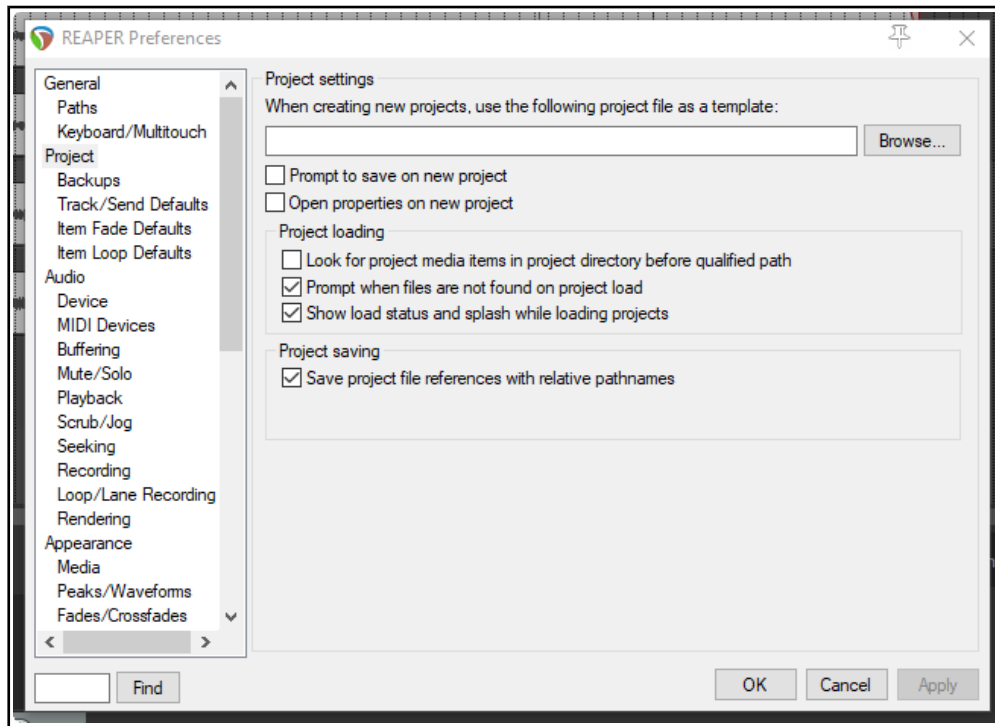 REAPER Preferences
General
Paths
Keyboard/Multitouch
Project
Backups
Track/Send Defaults
Item Fade Defaults
Item Loop Defaults
Audio
Device
MIDI Devices
Buffering
Mute/Solo
Playback
Scrub/Jog
Seeking
Recording
Loop/Lane Recording
Rendering
Appearance
Media
Peaks/Waveforms
Fades/Crossfades
Find
Project settings
When creating new projects, use the following project file as a template:
Browse...
Prompt to save on new project
Open properties on new project
Project loading
Look for project media items in project directory before qualified path
Prompt when files are not found on project load
Show load status and splash while loading projects
Project saving
Save project file references with relative pathnames
OK
Cancel
Apply